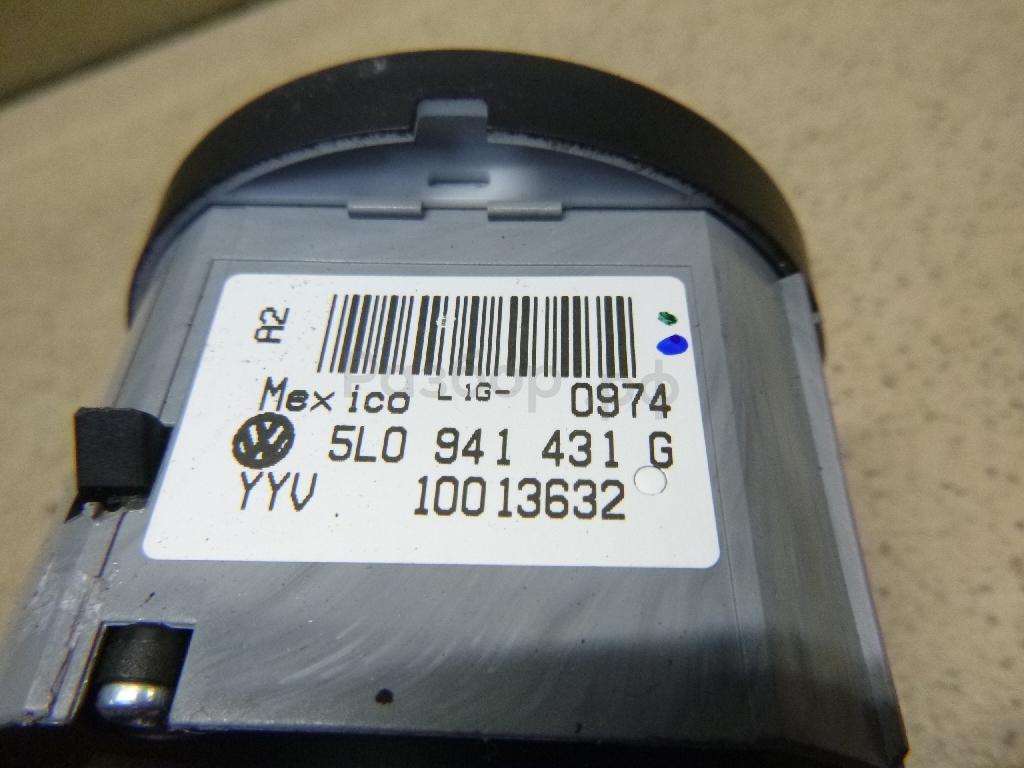 A2
Mexico L 1G- 0974
5L0 941 431 G
YYV 10013632